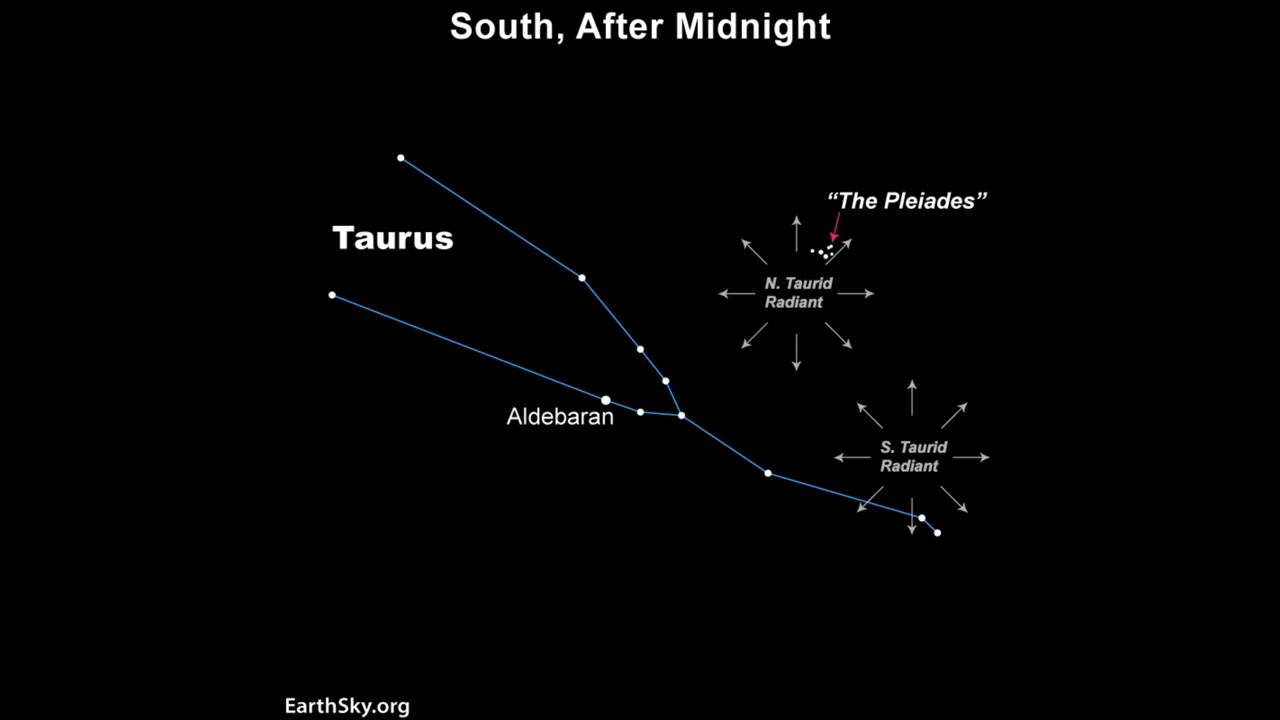 South, After Midnight
“The Pleiades”
Taurus
N. Taurid
Radiant
Aldebaran
S. Taurid
Radiant
EarthSky.org